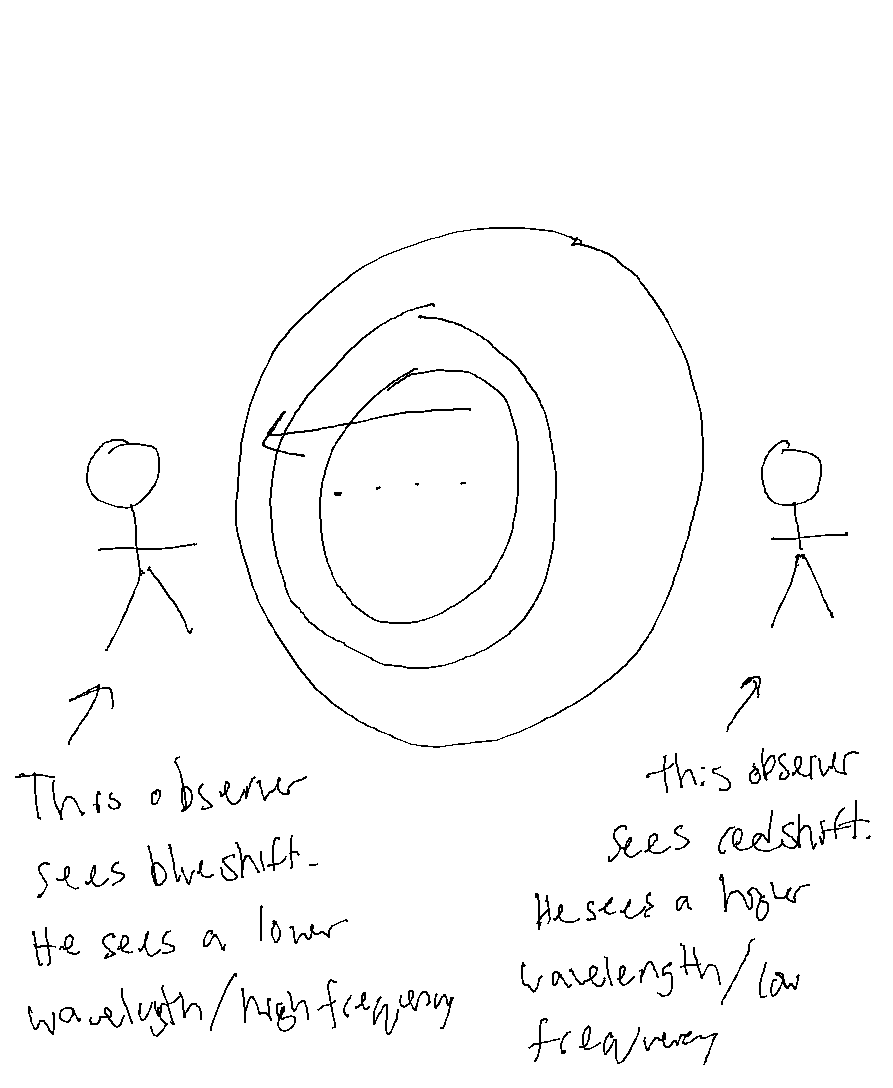 This observer
sees blueshift.
He sees a lower
wavelength/high frequency
this observer
sees redshift.
He sees a higher
wavelength/low
frequency